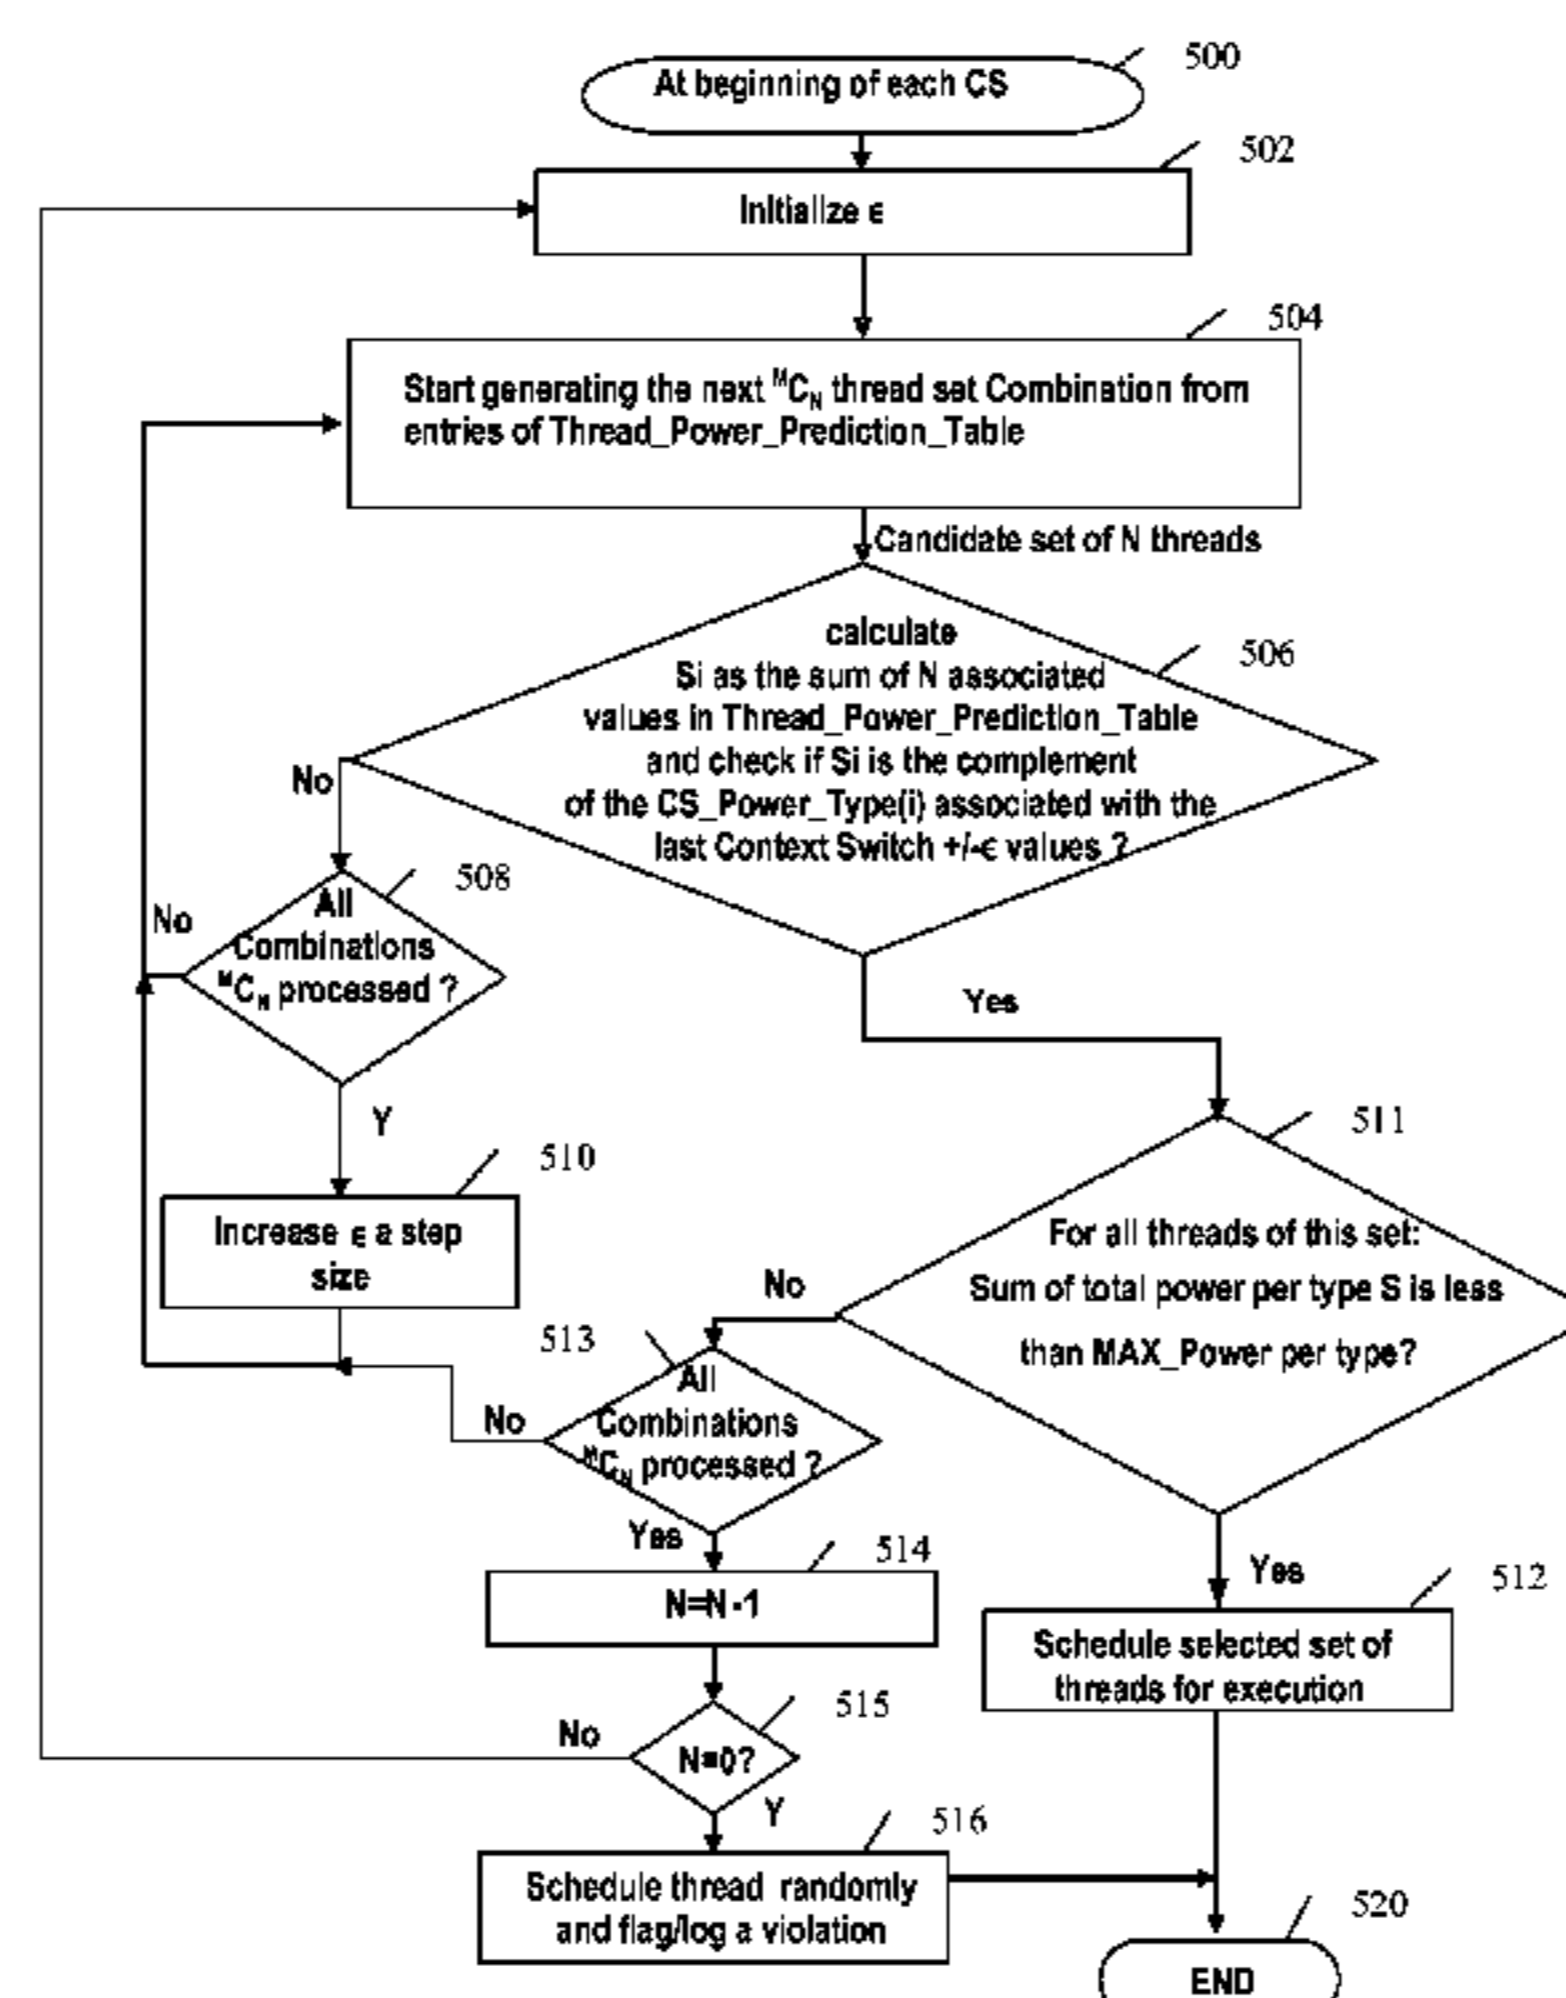 500
At beginning of each CS
502
Initialize ϵ
504
Start generating the next ᴹC_N thread set Combination from
entries of Thread_Power_Prediction_Table
Candidate set of N threads
506
calculate
Si as the sum of N associated
values in Thread_Power_Prediction_Table
and check if Si is the complement
of the CS_Power_Type(i) associated with the
last Context Switch +/-ϵ values ?
No
508
All
Combinations
ᴹC_N processed ?
No
Yes
Y
511
For all threads of this set:
Sum of total power per type S is less
than MAX_Power per type?
510
Increase ϵ a step
size
No
513
All
Combinations
ᴹC_N processed ?
No
Yes
514
N=N-1
Yes
512
Schedule selected set of
threads for execution
515
N=0?
No
Y
516
Schedule thread randomly
and flag/log a violation
520
END